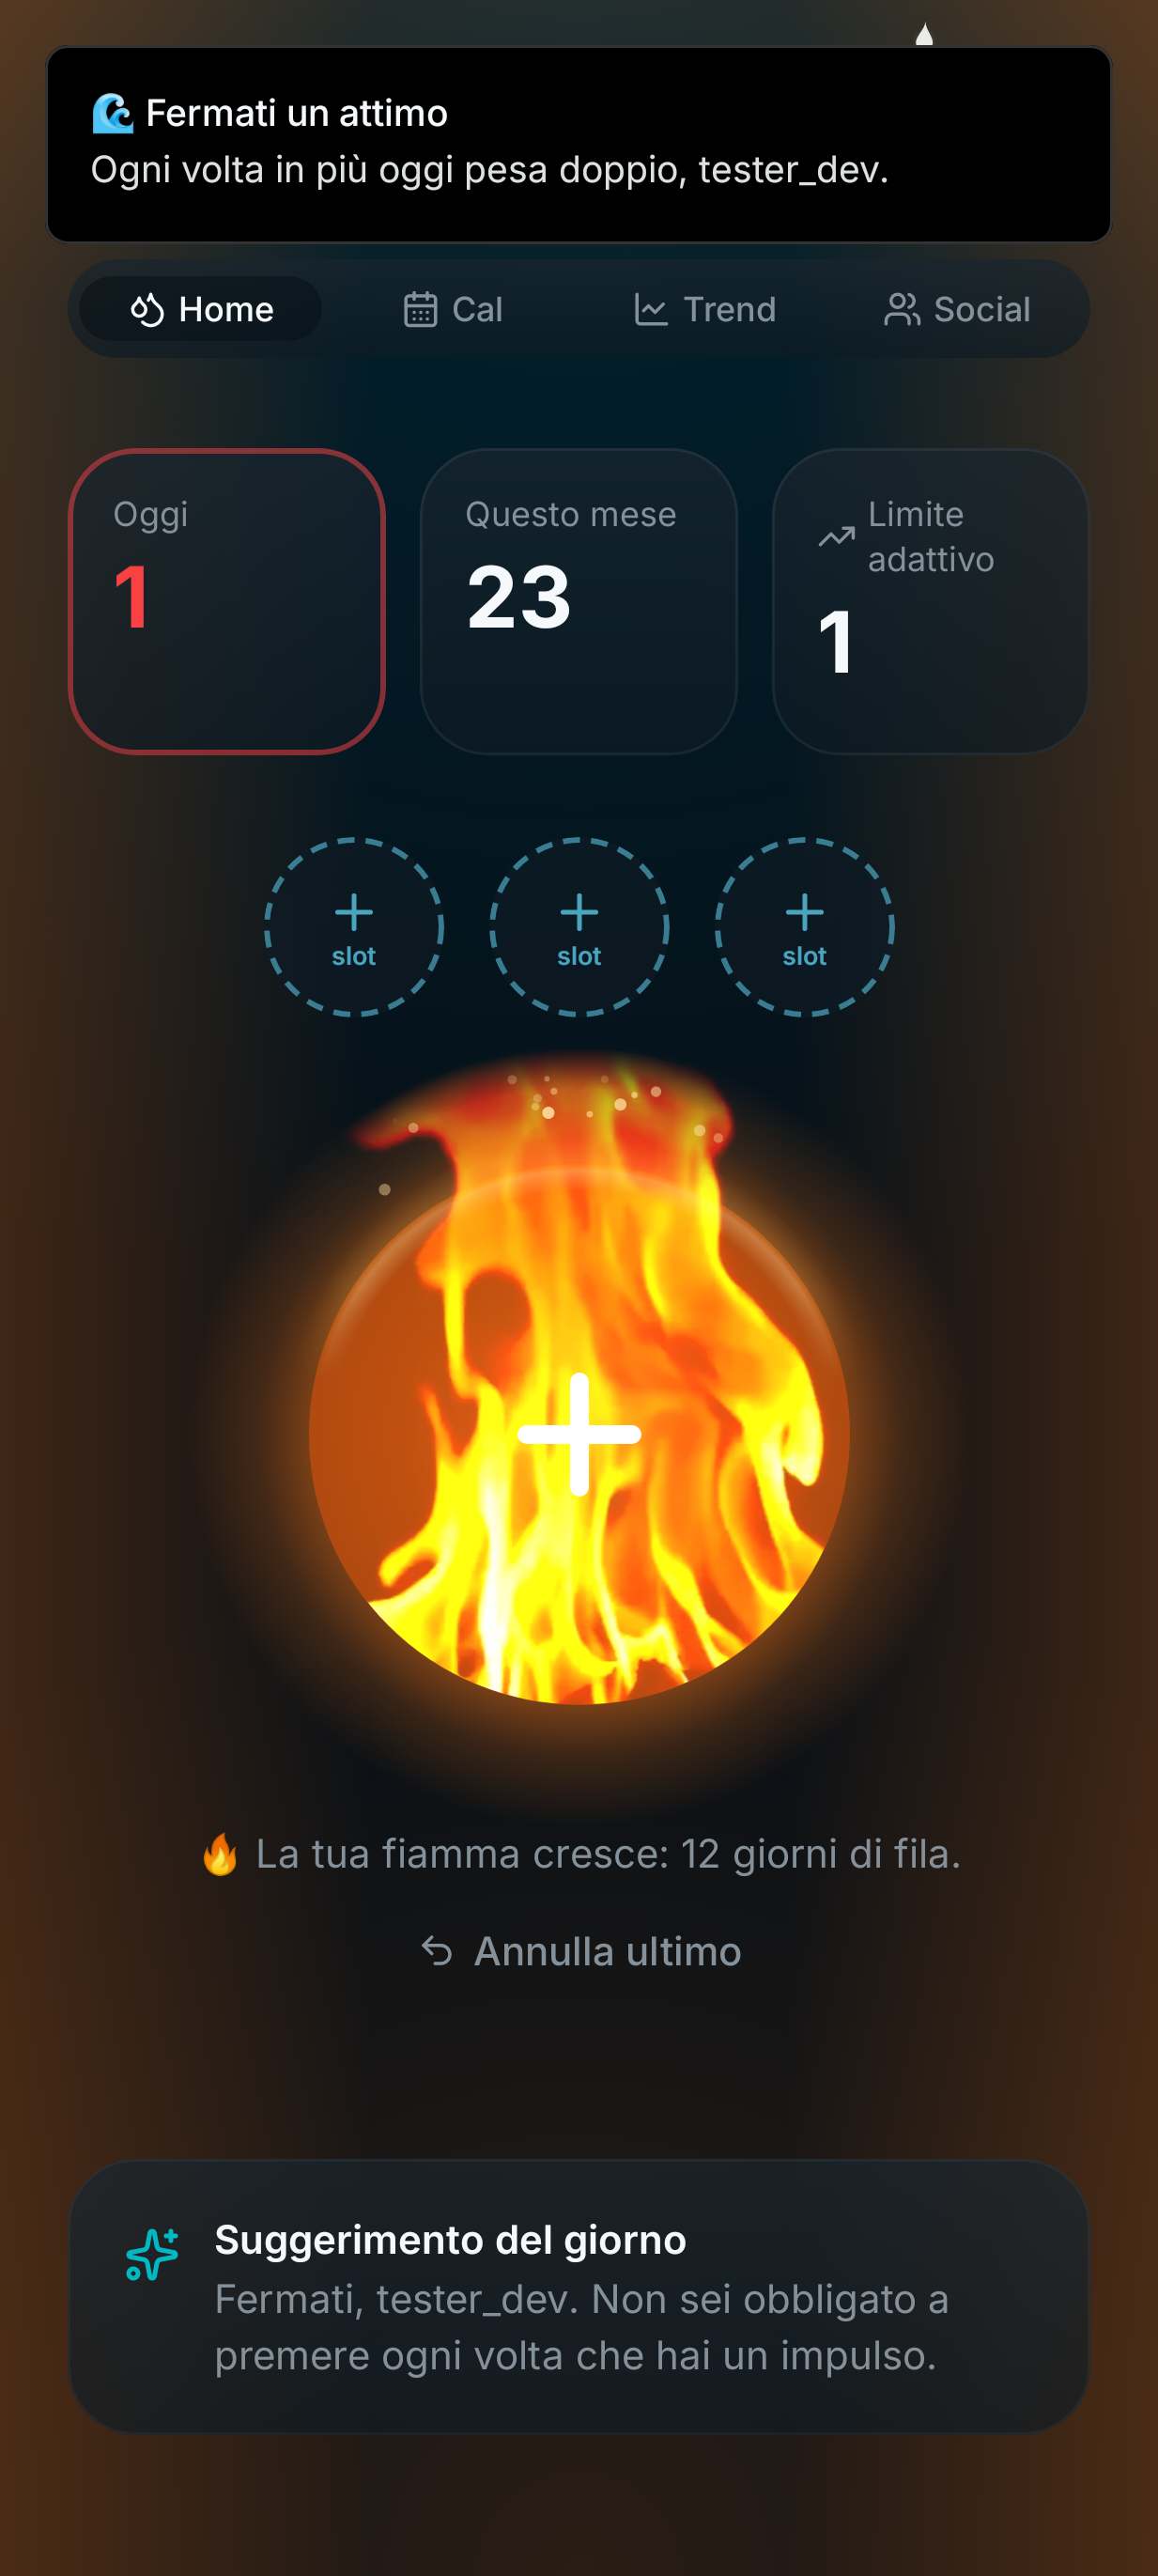 🌊 Fermati un attimo
Ogni volta in più oggi pesa doppio, tester_dev.
Home
Cal
Trend
Social
Oggi
1
Questo mese
23
Limite
adattivo
1
slot
slot
slot
🔥 La tua fiamma cresce: 12 giorni di fila.
Annulla ultimo
Suggerimento del giorno
Fermati, tester_dev. Non sei obbligato a
premere ogni volta che hai un impulso.